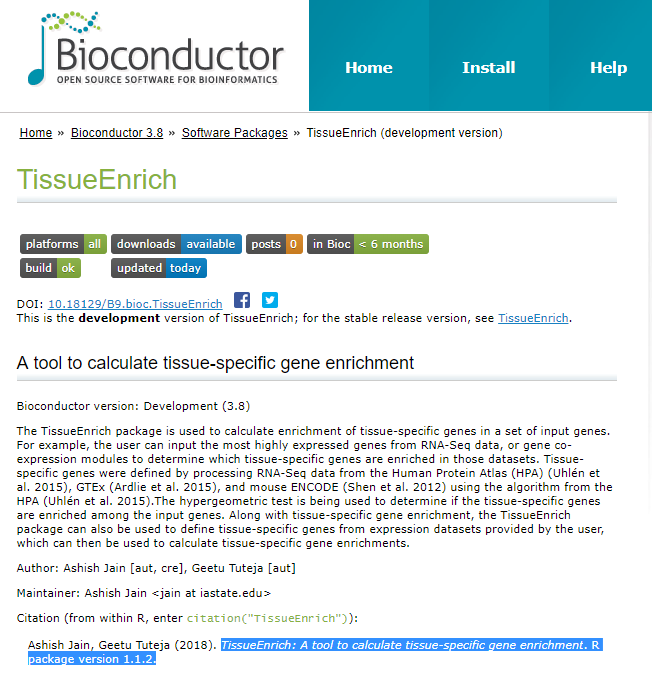 Bioconductor
OPEN SOURCE SOFTWARE FOR BIOINFORMATICS
Home Install Help
Home » Bioconductor 3.8 » Software Packages » TissueEnrich (development version)
TissueEnrich
platforms all downloads available posts 0 in Bioc < 6 months
build ok updated today
DOI: 10.18129/B9.bioc.TissueEnrich
This is the development version of TissueEnrich; for the stable release version, see TissueEnrich.
A tool to calculate tissue-specific gene enrichment
Bioconductor version: Development (3.8)
The TissueEnrich package is used to calculate enrichment of tissue-specific genes in a set of input genes.
For example, the user can input the most highly expressed genes from RNA-Seq data, or gene co-
expression modules to determine which tissue-specific genes are enriched in those datasets. Tissue-
specific genes were defined by processing RNA-Seq data from the Human Protein Atlas (HPA) (Uhlén et
al. 2015), GTEx (Ardlie et al. 2015), and mouse ENCODE (Shen et al. 2012) using the algorithm from the
HPA (Uhlén et al. 2015).The hypergeometric test is being used to determine if the tissue-specific genes
are enriched among the input genes. Along with tissue-specific gene enrichment, the TissueEnrich
package can also be used to define tissue-specific genes from expression datasets provided by the user,
which can then be used to calculate tissue-specific gene enrichments.
Author: Ashish Jain [aut, cre], Geetu Tuteja [aut]
Maintainer: Ashish Jain <jain at iastate.edu>
Citation (from within R, enter citation("TissueEnrich")):
Ashish Jain, Geetu Tuteja (2018). TissueEnrich: A tool to calculate tissue-specific gene enrichment. R
package version 1.1.2.